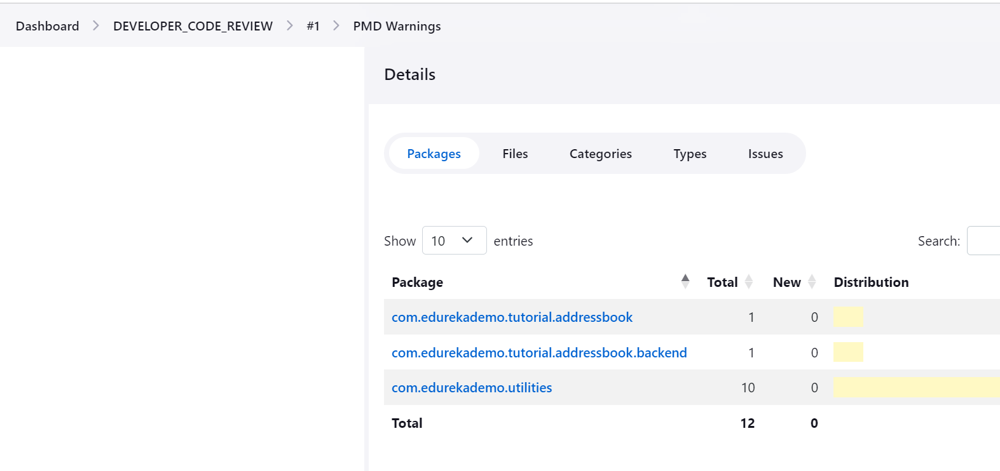 Dashboard > DEVELOPER_CODE_REVIEW > #1 > PMD Warnings
Details
Packages Files Categories Types Issues
Show 10 entries Search:
Package Total New Distribution
com.edurekademo.tutorial.addressbook 1 0
com.edurekademo.tutorial.addressbook.backend 1 0
com.edurekademo.utilities 10 0
Total 12 0